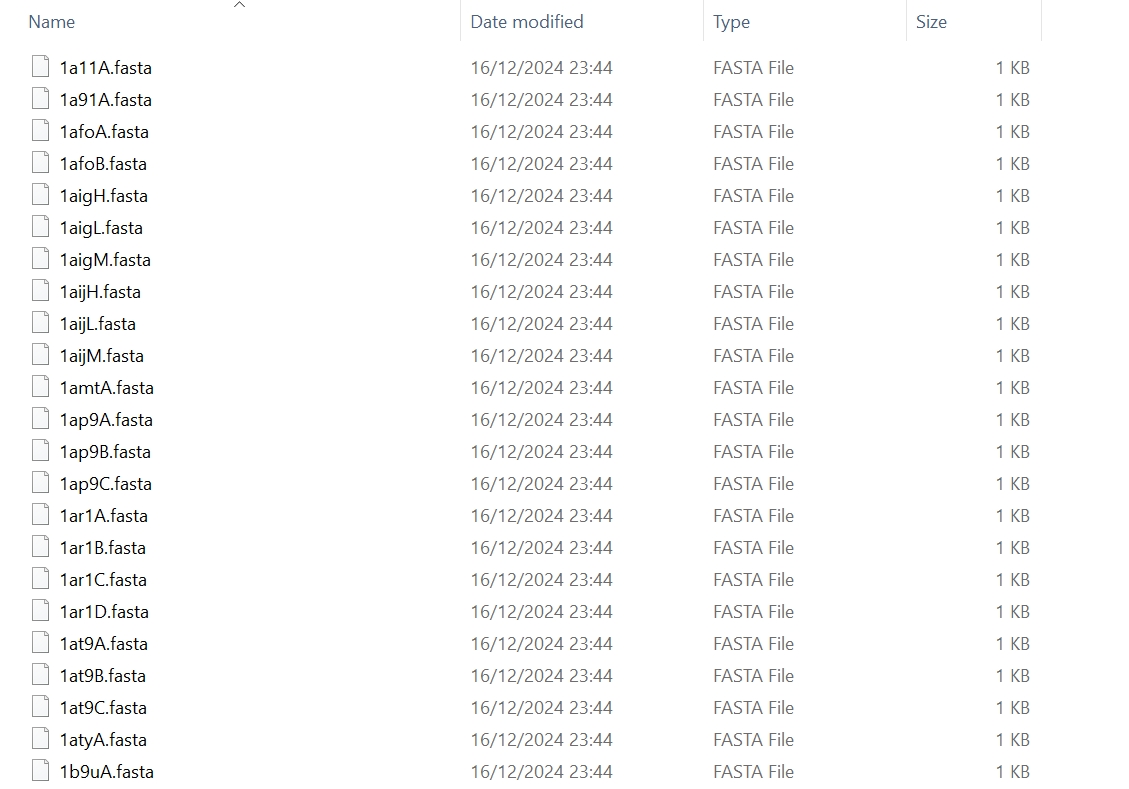 Name Date modified Type Size
1a11A.fasta 16/12/2024 23:44 FASTA File 1 KB
1a91A.fasta 16/12/2024 23:44 FASTA File 1 KB
1afoA.fasta 16/12/2024 23:44 FASTA File 1 KB
1afoB.fasta 16/12/2024 23:44 FASTA File 1 KB
1aigH.fasta 16/12/2024 23:44 FASTA File 1 KB
1aigL.fasta 16/12/2024 23:44 FASTA File 1 KB
1aigM.fasta 16/12/2024 23:44 FASTA File 1 KB
1aijH.fasta 16/12/2024 23:44 FASTA File 1 KB
1aijL.fasta 16/12/2024 23:44 FASTA File 1 KB
1aijM.fasta 16/12/2024 23:44 FASTA File 1 KB
1amtA.fasta 16/12/2024 23:44 FASTA File 1 KB
1ap9A.fasta 16/12/2024 23:44 FASTA File 1 KB
1ap9B.fasta 16/12/2024 23:44 FASTA File 1 KB
1ap9C.fasta 16/12/2024 23:44 FASTA File 1 KB
1ar1A.fasta 16/12/2024 23:44 FASTA File 1 KB
1ar1B.fasta 16/12/2024 23:44 FASTA File 1 KB
1ar1C.fasta 16/12/2024 23:44 FASTA File 1 KB
1ar1D.fasta 16/12/2024 23:44 FASTA File 1 KB
1at9A.fasta 16/12/2024 23:44 FASTA File 1 KB
1at9B.fasta 16/12/2024 23:44 FASTA File 1 KB
1at9C.fasta 16/12/2024 23:44 FASTA File 1 KB
1atyA.fasta 16/12/2024 23:44 FASTA File 1 KB
1b9uA.fasta 16/12/2024 23:44 FASTA File 1 KB